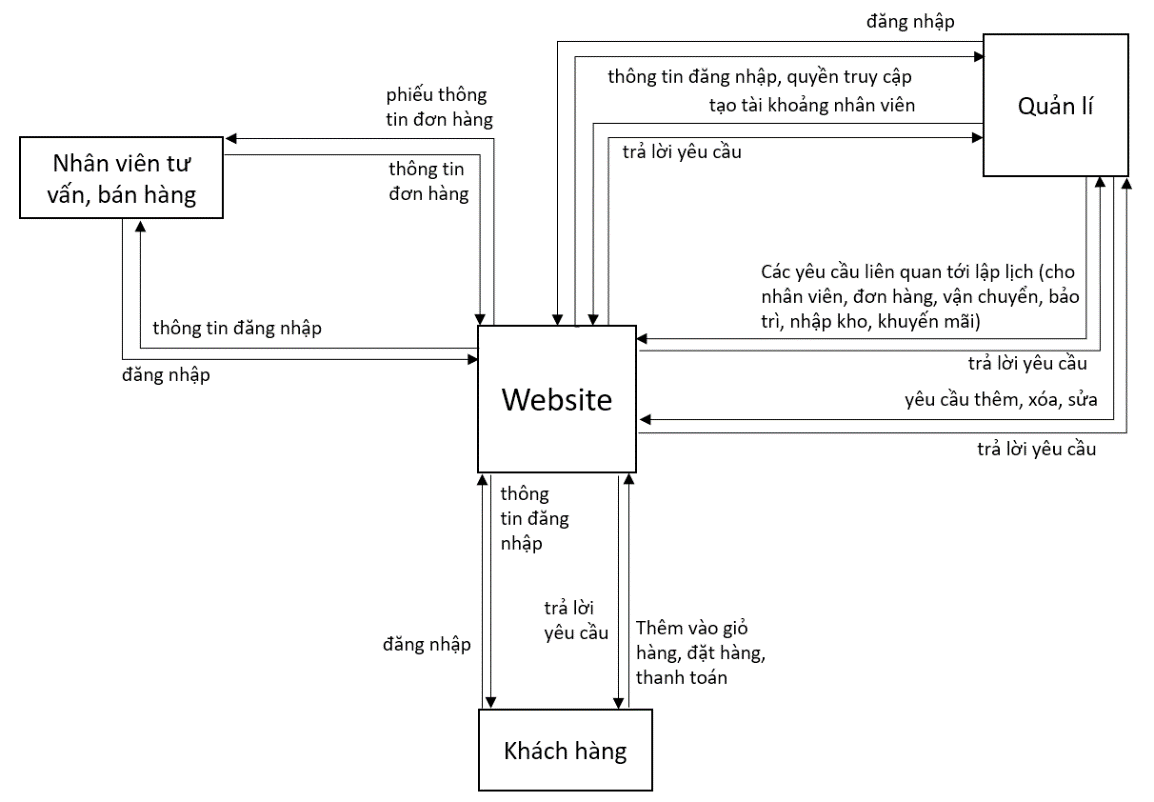 đăng nhập
thông tin đăng nhập, quyền truy cập
tạo tài khoảng nhân viên
trả lời yêu cầu
Quản lí
phiếu thông
tin đơn hàng
thông tin
đơn hàng
Nhân viên tư
vấn, bán hàng
thông tin đăng nhập
đăng nhập
Các yêu cầu liên quan tới lập lịch (cho
nhân viên, đơn hàng, vận chuyển, bảo
trì, nhập kho, khuyến mãi)
trả lời yêu cầu
yêu cầu thêm, xóa, sửa
trả lời yêu cầu
Website
thông
tin đăng
nhập
đăng nhập
trả lời
yêu cầu
Thêm vào giỏ
hàng, đặt hàng,
thanh toán
Khách hàng